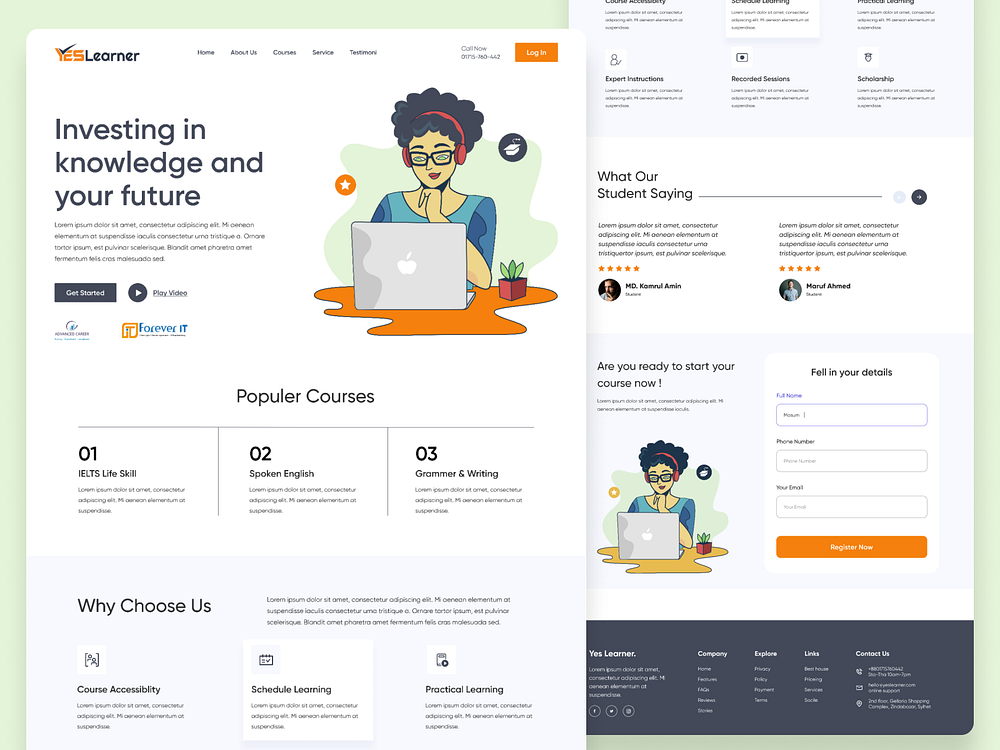 YESLearner
Home
About Us
Courses
Service
Testimoni
Call Now
01715-760-442
Log In
Investing in
knowledge and
your future
Lorem ipsum dolor sit amet, consectetur adipiscing elit. Mi aenean
elementum at suspendisse iaculis consectetur urna tristique a. Ornare
tortor ipsum, est pulvinar scelerisque. Blandit amet pharetra amet
fermentum felis cras malesuada sed.
Get Started
Play Video
ADVANCED CAREER
Forever IT
Populer Courses
01
IELTS Life Skill
Lorem ipsum dolor sit amet, consectetur
adipiscing elit. Mi aenean elementum at
suspendisse.
02
Spoken English
Lorem ipsum dolor sit amet, consectetur
adipiscing elit. Mi aenean elementum at
suspendisse.
03
Grammer & Writing
Lorem ipsum dolor sit amet, consectetur
adipiscing elit. Mi aenean elementum at
suspendisse.
Why Choose Us
Lorem ipsum dolor sit amet, consectetur adipiscing elit. Mi aenean elementum at
suspendisse iaculis consectetur urna tristique a. Ornare tortor ipsum, est pulvinar
scelerisque. Blandit amet pharetra amet fermentum felis cras malesuada sed.
Course Accessiblity
Lorem ipsum dolor sit amet, consectetur
adipiscing elit. Mi aenean elementum at
suspendisse.
Schedule Learning
Lorem ipsum dolor sit amet, consectetur
adipiscing elit. Mi aenean elementum at
suspendisse.
Practical Learning
Lorem ipsum dolor sit amet, consectetur
adipiscing elit. Mi aenean elementum at
suspendisse.
Course Accessiblity
Lorem ipsum dolor sit amet, consectetur
adipiscing elit. Mi aenean elementum at
suspendisse.
Schedule Learning
Lorem ipsum dolor sit amet, consectetur
adipiscing elit. Mi aenean elementum at
suspendisse.
Practical Learning
Lorem ipsum dolor sit amet, consectetur
adipiscing elit. Mi aenean elementum at
suspendisse.
Expert Instructions
Lorem ipsum dolor sit amet, consectetur
adipiscing elit. Mi aenean elementum at
suspendisse.
Recorded Sessions
Lorem ipsum dolor sit amet, consectetur
adipiscing elit. Mi aenean elementum at
suspendisse.
Scholarship
Lorem ipsum dolor sit amet, consectetur
adipiscing elit. Mi aenean elementum at
suspendisse.
What Our
Student Saying
Lorem ipsum dolor sit amet, consectetur
adipiscing elit. Mi aenean elementum at
suspendisse iaculis consectetur urna
tristiquertor ipsum, est pulvinar scelerisque.
MD. Kamrul Amin
Student
Lorem ipsum dolor sit amet, consectetur
adipiscing elit. Mi aenean elementum at
suspendisse iaculis consectetur urna
tristiquertor ipsum, est pulvinar scelerisque.
Maruf Ahmed
Student
Are you ready to start your
course now !
Lorem ipsum dolor sit amet, consectetur adipiscing elit. Mi
aenean elementum at suspendisse iaculis.
Fell in your details
Full Name
Masum
Phone Number
Phone Number
Your Email
Your Email
Register Now
Yes Learner.
Lorem ipsum dolor sit amet,
consectetur adipiscing elit. Mi
aenean elementum at
suspendisse.
Company
Home
Features
FAQs
Reviews
Stories
Explore
Privacy
Policy
Payment
Terms
Links
Best house
Priceing
Services
Socile
Contact Us
+8801715760442
Sta-Tha 10am-7pm
hello@yeslearner.com
online support
2nd floor, Gellaria Shopping
Complex, Zindabazar, Sylhet